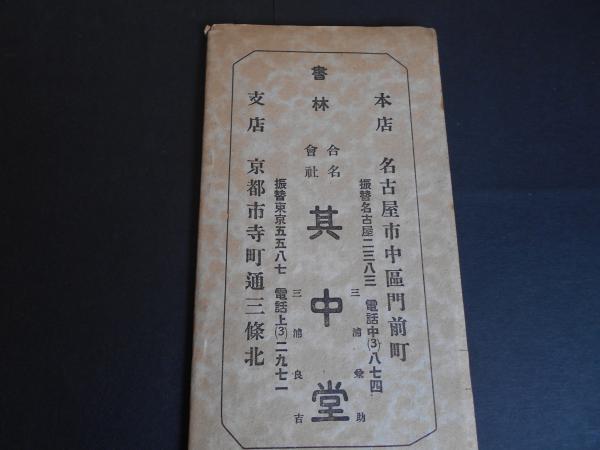 本店 名古屋市中區門前町
振替名古屋二三八三 電話中(3)八七四
三浦兼助
書林 合名會社 其中堂
三浦良吉
振替東京五五八七 電話上(3)二九七一
支店 京都市寺町通三條北